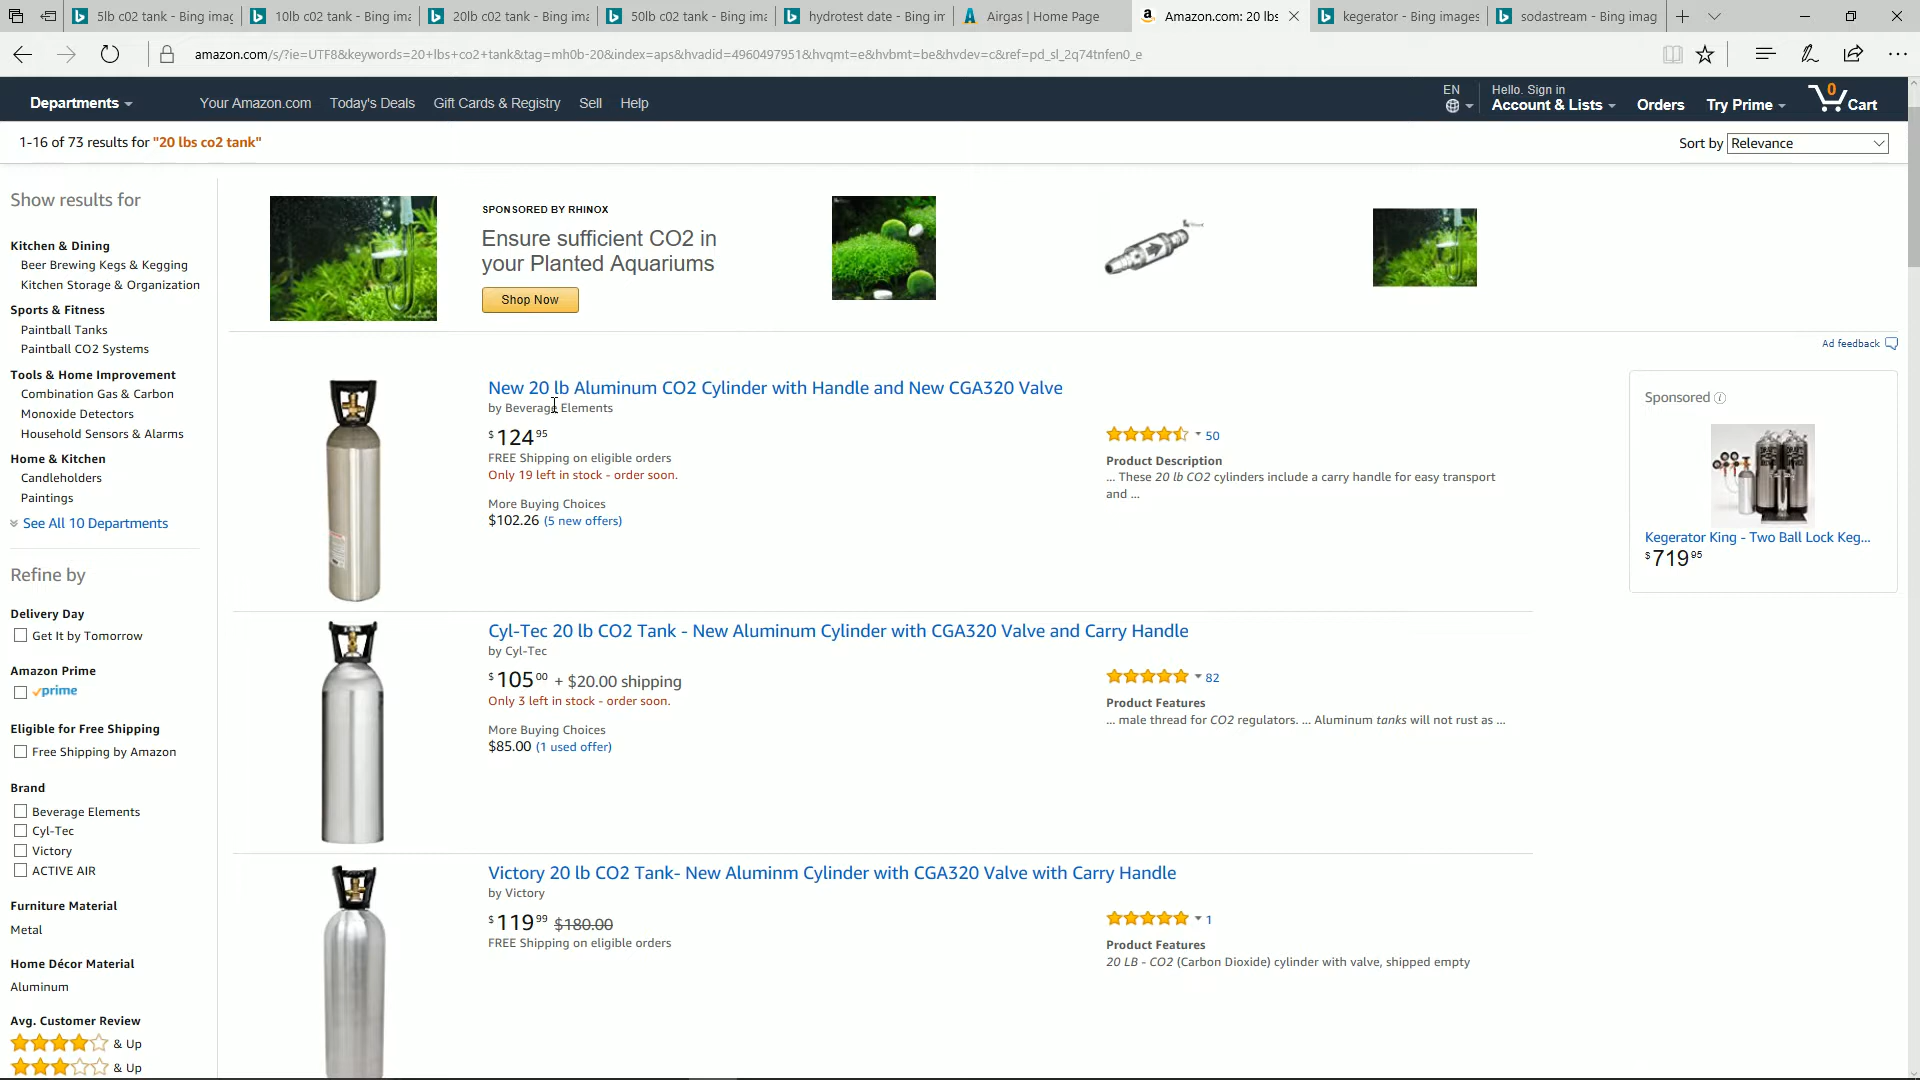 5lb c02 tank - Bing imag
10lb c02 tank - Bing ima
20lb c02 tank - Bing ima
50lb c02 tank - Bing ima
hydrotest date - Bing im
Airgas | Home Page
Amazon.com: 20 lbs
kegerator - Bing images
sodastream - Bing imag
amazon.com/s/?ie=UTF8&keywords=20+lbs+co2+tank&tag=mh0b-20&index=aps&hvadid=4960497951&hvqmt=e&hvbmt=be&hvdev=c&ref=pd_sl_2q74tnfen0_e
Departments
Your Amazon.com
Today's Deals
Gift Cards & Registry
Sell
Help
EN
Hello. Sign in
Account & Lists
Orders
Try Prime
0
Cart
1-16 of 73 results for "20 lbs co2 tank"
Sort by Relevance
Show results for
Kitchen & Dining
Beer Brewing Kegs & Kegging
Kitchen Storage & Organization
Sports & Fitness
Paintball Tanks
Paintball CO2 Systems
Tools & Home Improvement
Combination Gas & Carbon
Monoxide Detectors
Household Sensors & Alarms
Home & Kitchen
Candleholders
Paintings
See All 10 Departments
Refine by
Delivery Day
Get It by Tomorrow
Amazon Prime
prime
Eligible for Free Shipping
Free Shipping by Amazon
Brand
Beverage Elements
Cyl-Tec
Victory
ACTIVE AIR
Furniture Material
Metal
Home Décor Material
Aluminum
Avg. Customer Review
& Up
& Up
SPONSORED BY RHINOX
Ensure sufficient CO2 in
your Planted Aquariums
Shop Now
Ad feedback
New 20 lb Aluminum CO2 Cylinder with Handle and New CGA320 Valve
by Beverage Elements
$124 95
FREE Shipping on eligible orders
Only 19 left in stock - order soon.
More Buying Choices
$102.26 (5 new offers)
50
Product Description
... These 20 lb CO2 cylinders include a carry handle for easy transport
and ...
Sponsored
Kegerator King - Two Ball Lock Keg...
$719 95
Cyl-Tec 20 lb CO2 Tank - New Aluminum Cylinder with CGA320 Valve and Carry Handle
by Cyl-Tec
$105 00 + $20.00 shipping
Only 3 left in stock - order soon.
More Buying Choices
$85.00 (1 used offer)
82
Product Features
... male thread for CO2 regulators. ... Aluminum tanks will not rust as ...
Victory 20 lb CO2 Tank- New Aluminm Cylinder with CGA320 Valve with Carry Handle
by Victory
$119 99 $180.00
FREE Shipping on eligible orders
1
Product Features
20 LB - CO2 (Carbon Dioxide) cylinder with valve, shipped empty